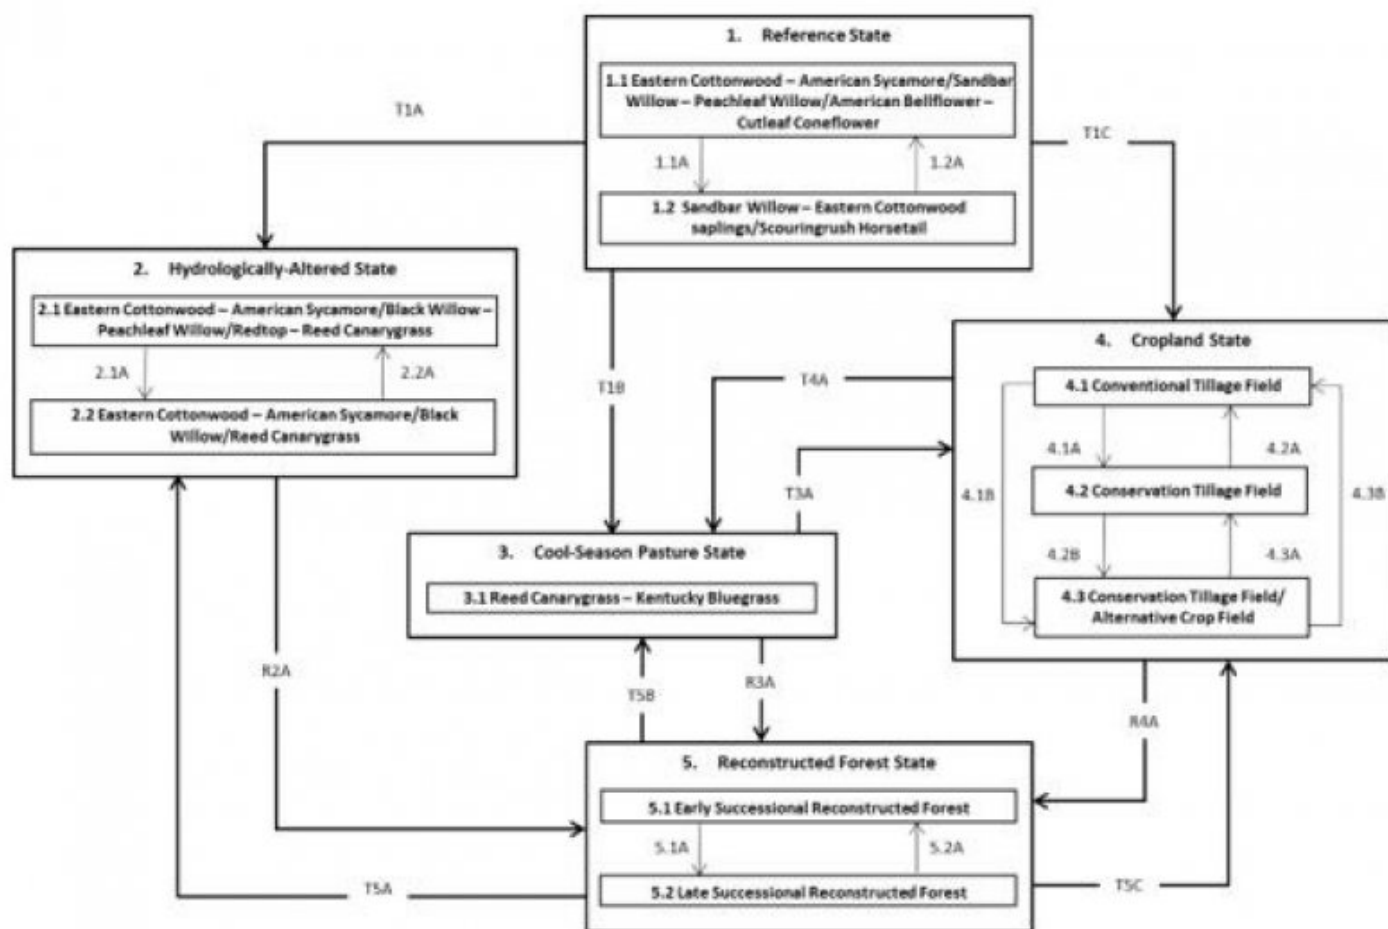 1. Reference State
1.1 Eastern Cottonwood – American Sycamore/Sandbar
Willow – Peachleaf Willow/American Bellflower –
Cutleaf Coneflower
T1A
T1C
1.1A
1.2A
1.2 Sandbar Willow – Eastern Cottonwood
saplings/Scouringrush Horsetail
2. Hydrologically-Altered State
2.1 Eastern Cottonwood – American Sycamore/Black Willow –
Peachleaf Willow/Redtop – Reed Canarygrass
2.1A
2.2A
2.2 Eastern Cottonwood – American Sycamore/Black
Willow/Reed Canarygrass
T1B
T4A
T3A
4. Cropland State
4.1 Conventional Tillage Field
4.1A
4.2A
4.1B
4.3B
4.2 Conservation Tillage Field
4.2B
4.3A
4.3 Conservation Tillage Field/
Alternative Crop Field
3. Cool-Season Pasture State
3.1 Reed Canarygrass – Kentucky Bluegrass
R2A
T5B
R3A
R4A
5. Reconstructed Forest State
5.1 Early Successional Reconstructed Forest
5.1A
5.2A
5.2 Late Successional Reconstructed Forest
T5A
T5C